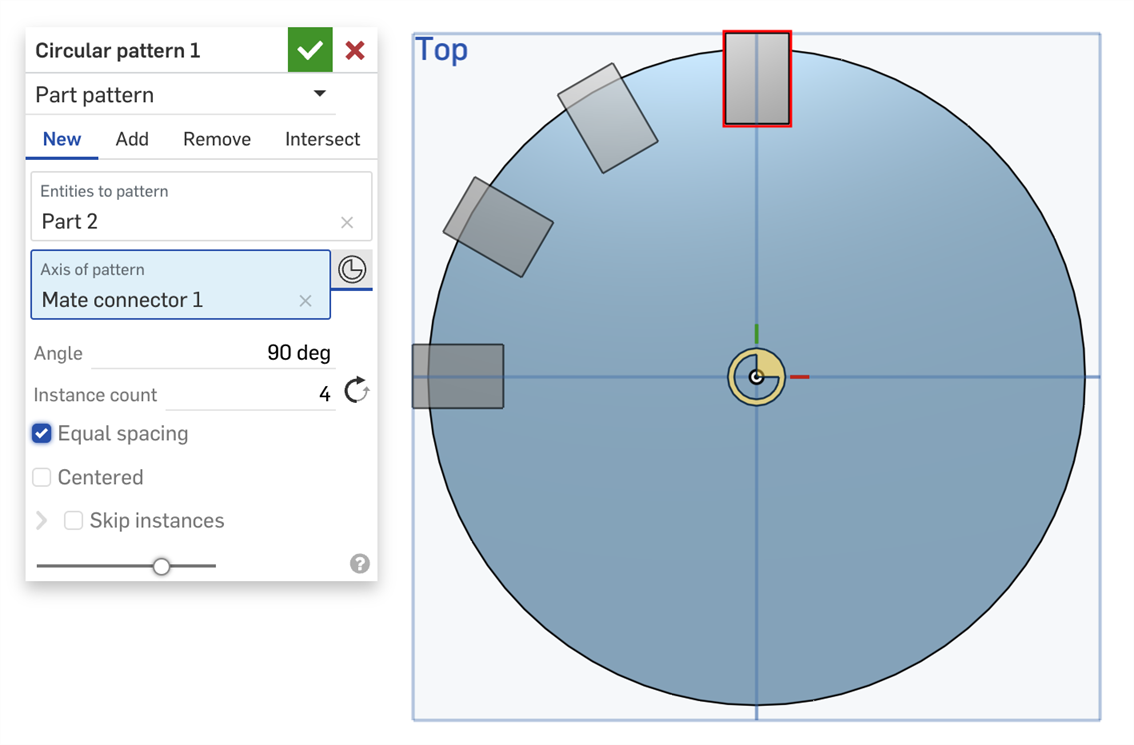 Circular pattern 1
Part pattern
New Add Remove Intersect
Entities to pattern
Part 2
Axis of pattern
Mate connector 1
Angle 90 deg
Instance count 4
Equal spacing
Centered
Skip instances
?
Top